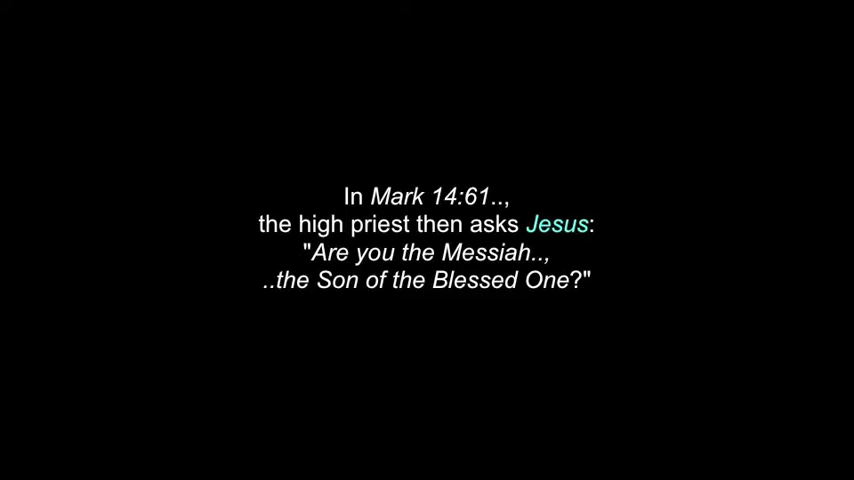 In Mark 14:61..,
the high priest then asks Jesus:
"Are you the Messiah..,
..the Son of the Blessed One?"